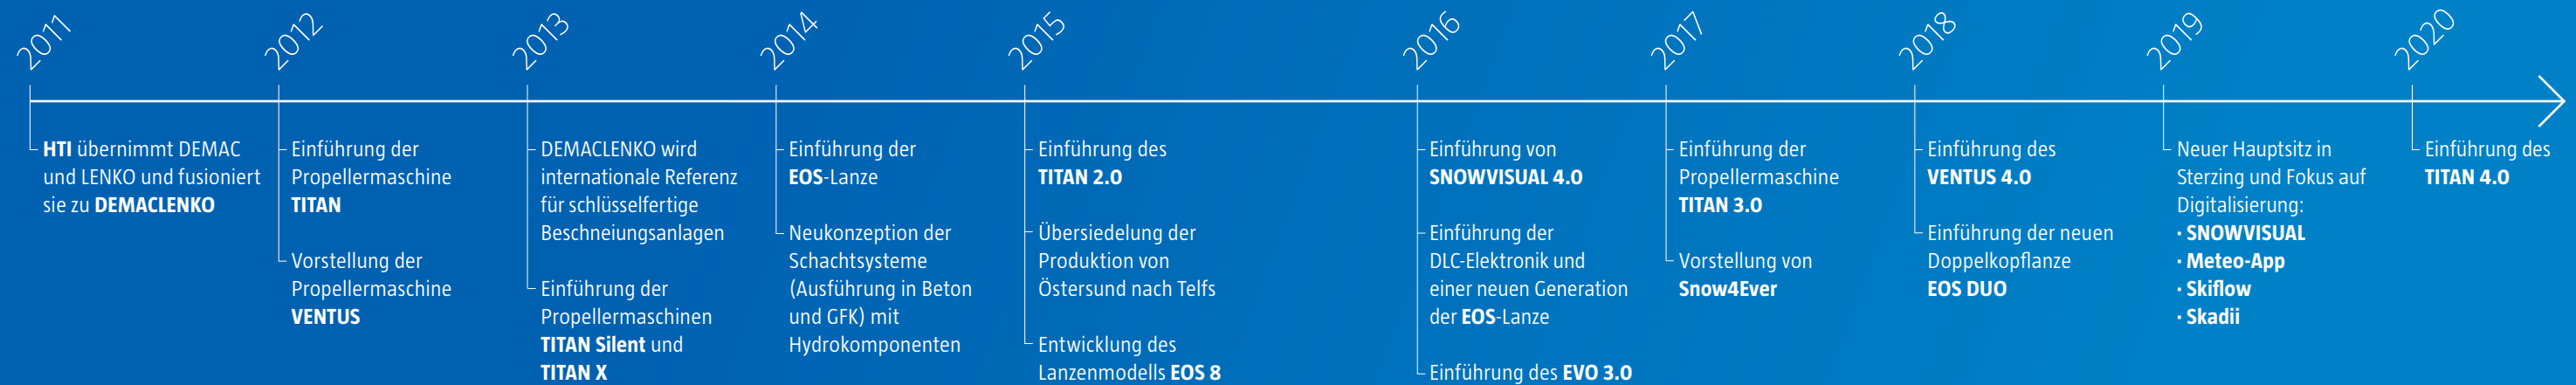 2011
HTI übernimmt DEMAC
und LENKO und fusioniert
sie zu DEMACLENKO
2012
Einführung der
Propellermaschine
TITAN
Vorstellung der
Propellermaschine
VENTUS
2013
DEMACLENKO wird
internationale Referenz
für schlüsselfertige
Beschneiungsanlagen
Einführung der
Propellermaschinen
TITAN Silent und
TITAN X
2014
Einführung der
EOS-Lanze
Neukonzeption der
Schachtsysteme
(Ausführung in Beton
und GFK) mit
Hydrokomponenten
2015
Einführung des
TITAN 2.0
Übersiedelung der
Produktion von
Östersund nach Telfs
Entwicklung des
Lanzenmodells EOS 8
2016
Einführung von
SNOWVISUAL 4.0
Einführung der
DLC-Elektronik und
einer neuen Generation
der EOS-Lanze
Einführung des EVO 3.0
2017
Einführung der
Propellermaschine
TITAN 3.0
Vorstellung von
Snow4Ever
2018
Einführung des
VENTUS 4.0
Einführung der neuen
Doppelkopflanze
EOS DUO
2019
Neuer Hauptsitz in
Sterzing und Fokus auf
Digitalisierung:
· SNOWVISUAL
· Meteo-App
· Skiflow
· Skadii
2020
Einführung des
TITAN 4.0